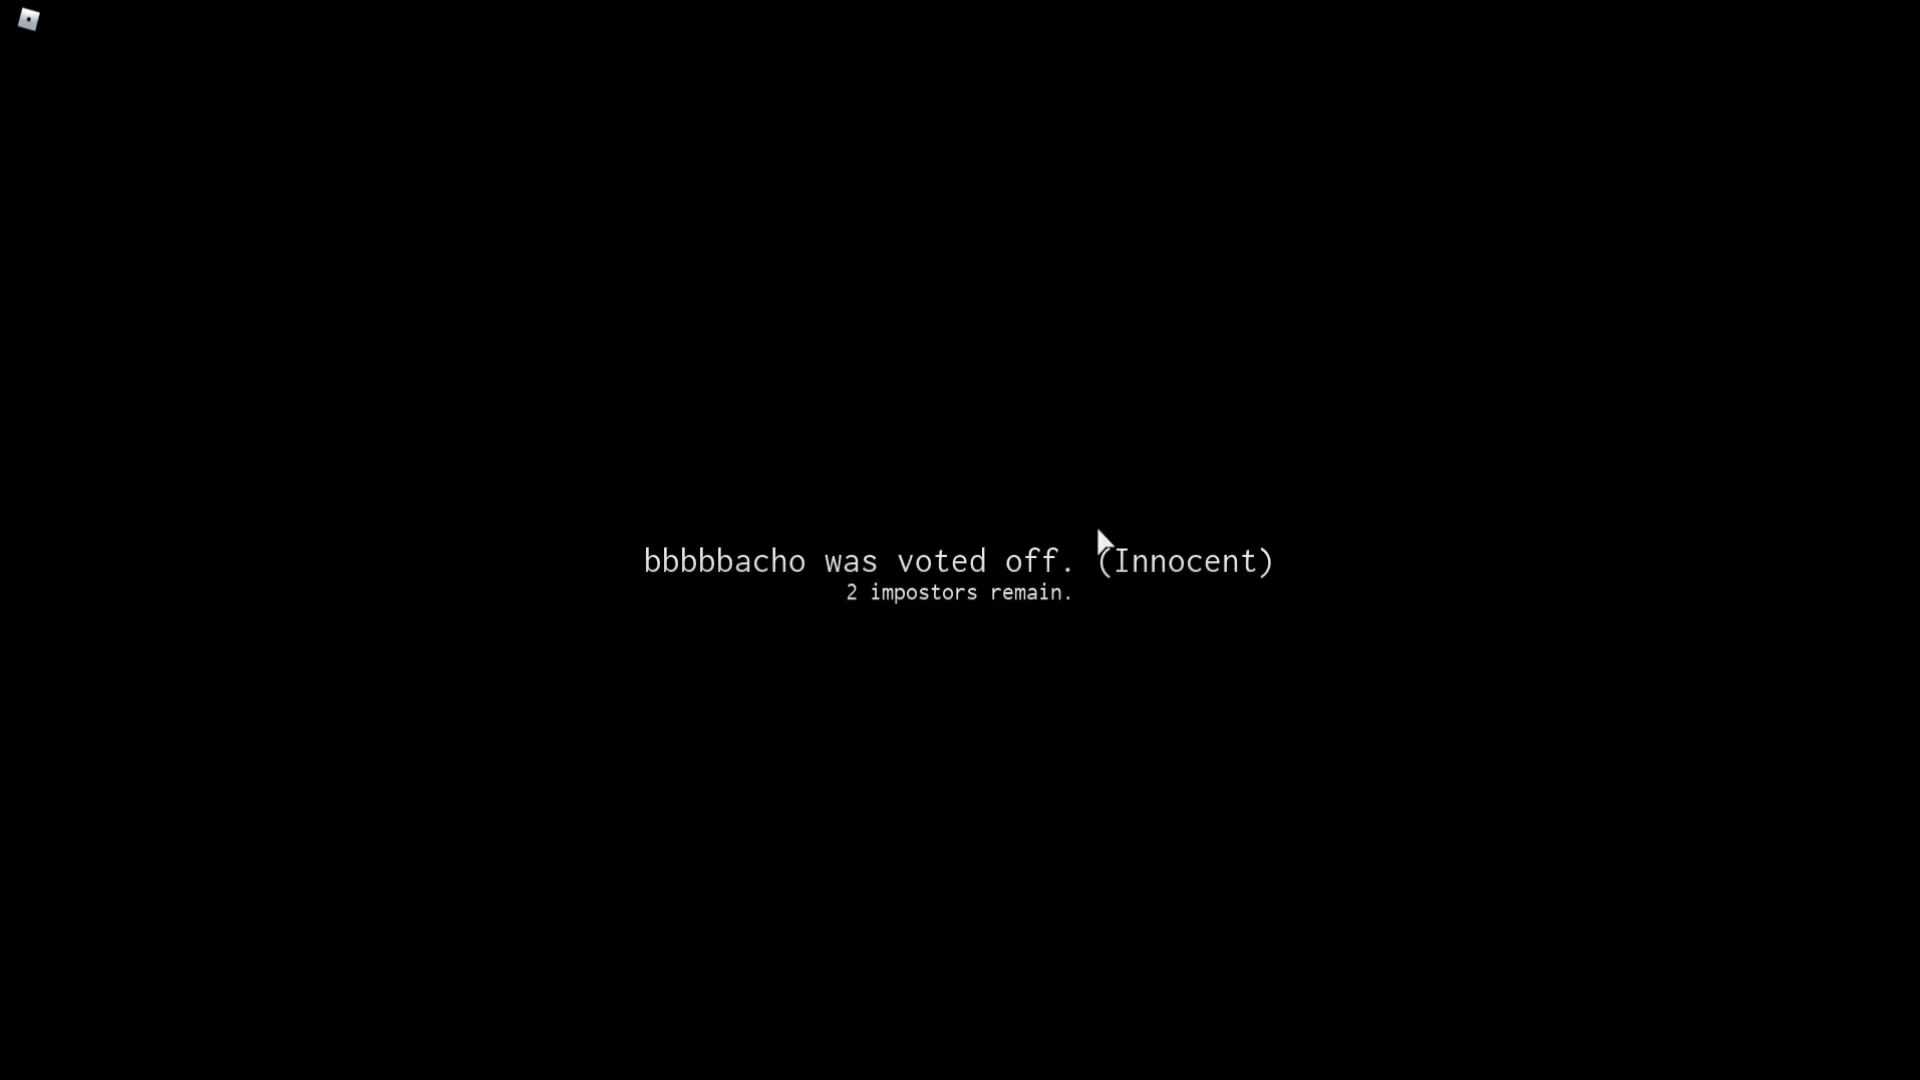 bbbbbacho was voted off. (Innocent)
2 impostors remain.